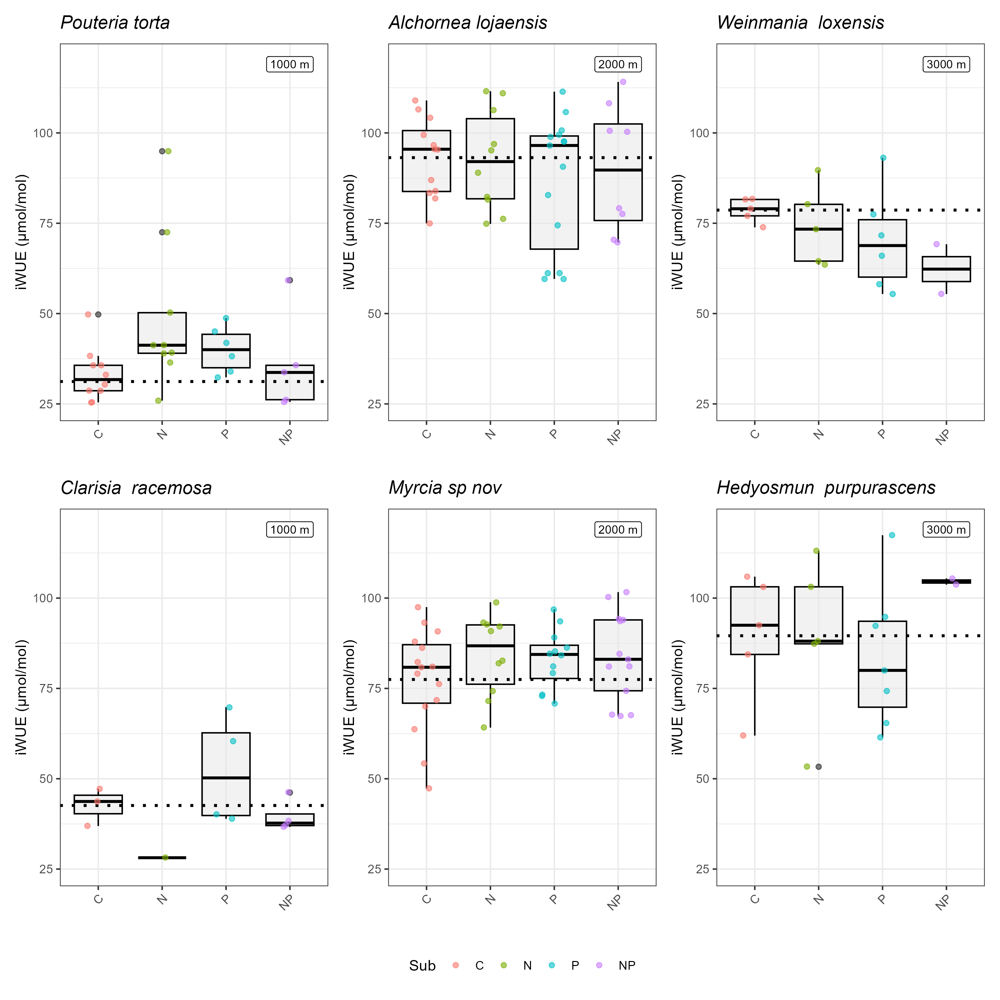 Pouteria torta
Alchornea lojaensis
Weinmania  loxensis
1000 m
2000 m
3000 m
iWUE (µmol/mol)
100
75
50
25
C
N
P
NP
iWUE (µmol/mol)
100
75
50
25
C
N
P
NP
iWUE (µmol/mol)
100
75
50
25
C
N
P
NP
Clarisia  racemosa
Myrcia sp nov
Hedyosmun  purpurascens
1000 m
2000 m
3000 m
iWUE (µmol/mol)
100
75
50
25
C
N
P
NP
iWUE (µmol/mol)
100
75
50
25
C
N
P
NP
iWUE (µmol/mol)
100
75
50
25
C
N
P
NP
Sub C N P NP